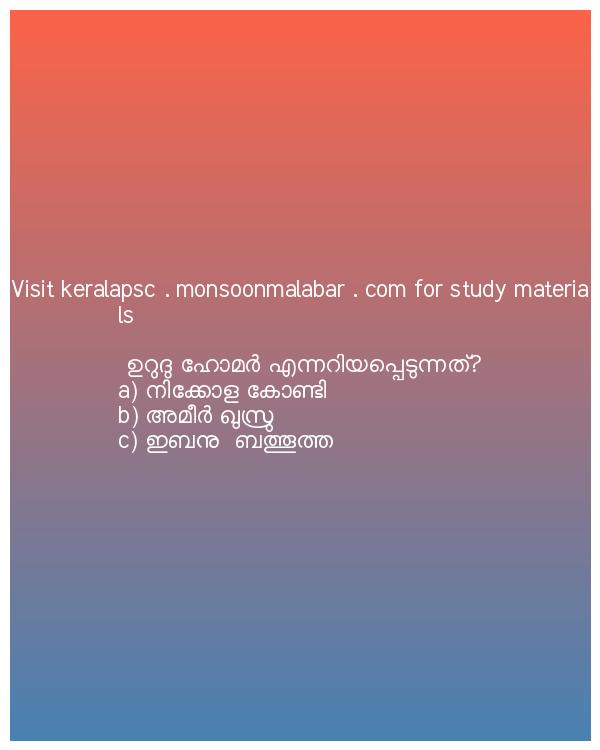 Visit keralapsc . monsoonmalabar . com for study materia
ls
ഉറുദു ഹോമർ എന്നറിയപ്പെടുന്നത്?
a) നിക്കോള കോണ്ടി
b) അമീർ ഖുസ്രു
c) ഇബനു  ബത്തൂത്ത